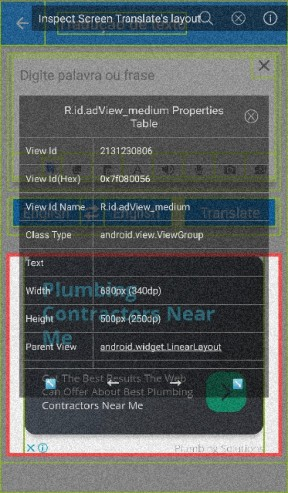 Inspect Screen Translate's layout
Tradução de texto
Digite palavra ou frase
R.id.adView_medium Properties
Table
View Id 2131230806
View Id(Hex) 0x7f080056
View Id Name R.id.adView_medium
English English Translate
Class Type android.view.ViewGroup
Text
Width 680px (340dp)
Plumbing
Contractors Near
Me
Height 500px (250dp)
Parent View android.widget.LinearLayout
Get The Best Results The Web
Can Offer About Best Plumbing
Contractors Near Me
Plumbing Solutions